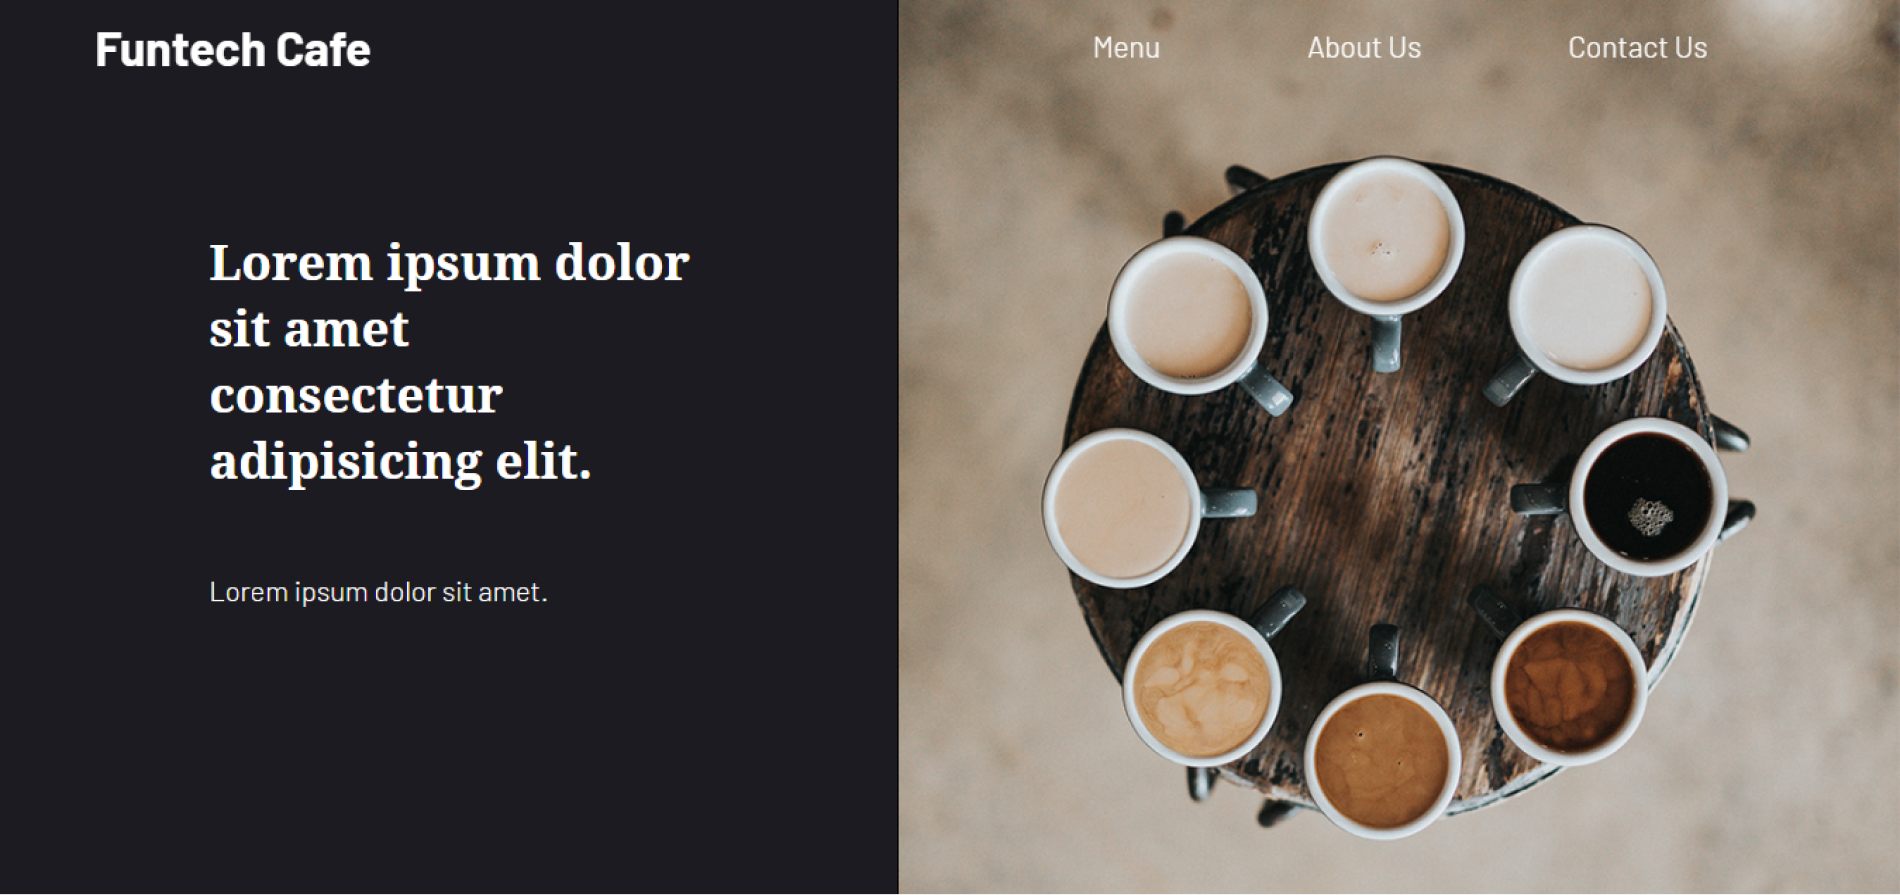 Funtech Cafe
Menu
About Us
Contact Us
Lorem ipsum dolor
sit amet
consectetur
adipisicing elit.
Lorem ipsum dolor sit amet.